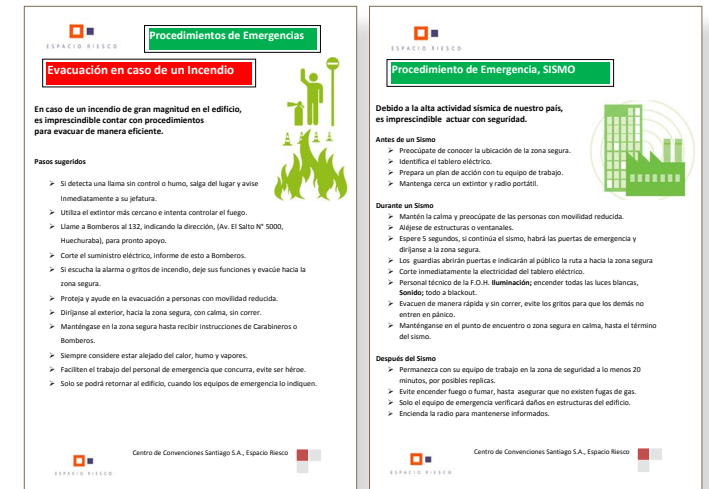 ESPACIO RIESCO
Procedimientos de Emergencias
Evacuación en caso de un Incendio
En caso de un incendio de gran magnitud en el edificio,
es imprescindible contar con procedimientos
para evacuar de manera eficiente.
Pasos sugeridos
➢ Si detecta una llama sin control o humo, salga del lugar y avise
Inmediatamente a su jefatura.
➢ Utiliza el extintor más cercano e intenta controlar el fuego.
➢ Llame a Bomberos al 132, indicando la dirección, (Av. El Salto N° 5000,
Huechuraba), para pronto apoyo.
➢ Corte el suministro eléctrico, informe de esto a Bomberos.
➢ Si escucha la alarma o gritos de incendio, deje sus funciones y evacúe hacia la
zona segura.
➢ Proteja y ayude en la evacuación a personas con movilidad reducida.
➢ Diríjanse al exterior, hacia la zona segura, con calma, sin correr.
➢ Manténgase en la zona segura hasta recibir instrucciones de Carabineros o
Bomberos.
➢ Siempre considere estar alejado del calor, humo y vapores.
➢ Faciliten el trabajo del personal de emergencia que concurra, evite ser héroe.
➢ Solo se podrá retornar al edificio, cuando los equipos de emergencia lo indiquen.
Centro de Convenciones Santiago S.A., Espacio Riesco
ESPACIO RIESCO
ESPACIO RIESCO
Procedimiento de Emergencia, SISMO
Debido a la alta actividad sísmica de nuestro país,
es imprescindible actuar con seguridad.
Antes de un Sismo
➢ Preocúpate de conocer la ubicación de la zona segura.
➢ Identifica el tablero eléctrico.
➢ Prepara un plan de acción con tu equipo de trabajo.
➢ Mantenga cerca un extintor y radio portátil.
Durante un Sismo
➢ Mantén la calma y preocúpate de las personas con movilidad reducida.
➢ Aléjese de estructuras o ventanales.
➢ Espere 5 segundos, si continúa el sismo, habrá las puertas de emergencia y
diríjanse a la zona segura.
➢ Los guardias abrirán puertas e indicarán al público la ruta a hacia la zona segura
➢ Corte inmediatamente la electricidad del tablero eléctrico.
➢ Personal técnico de la F.O.H. Iluminación; encender todas las luces blancas,
Sonido; todo a blackout.
➢ Evacuen de manera rápida y sin correr, evite los gritos para que los demás no
entren en pánico.
➢ Manténganse en el punto de encuentro o zona segura en calma, hasta el término
del sismo.
Después del Sismo
➢ Permanezca con su equipo de trabajo en la zona de seguridad a lo menos 20
minutos, por posibles replicas.
➢ Evite encender fuego o fumar, hasta asegurar que no existen fugas de gas.
➢ Solo el equipo de emergencia verificará daños en estructuras del edificio.
➢ Encienda la radio para mantenerse informados.
Centro de Convenciones Santiago S.A., Espacio Riesco
ESPACIO RIESCO